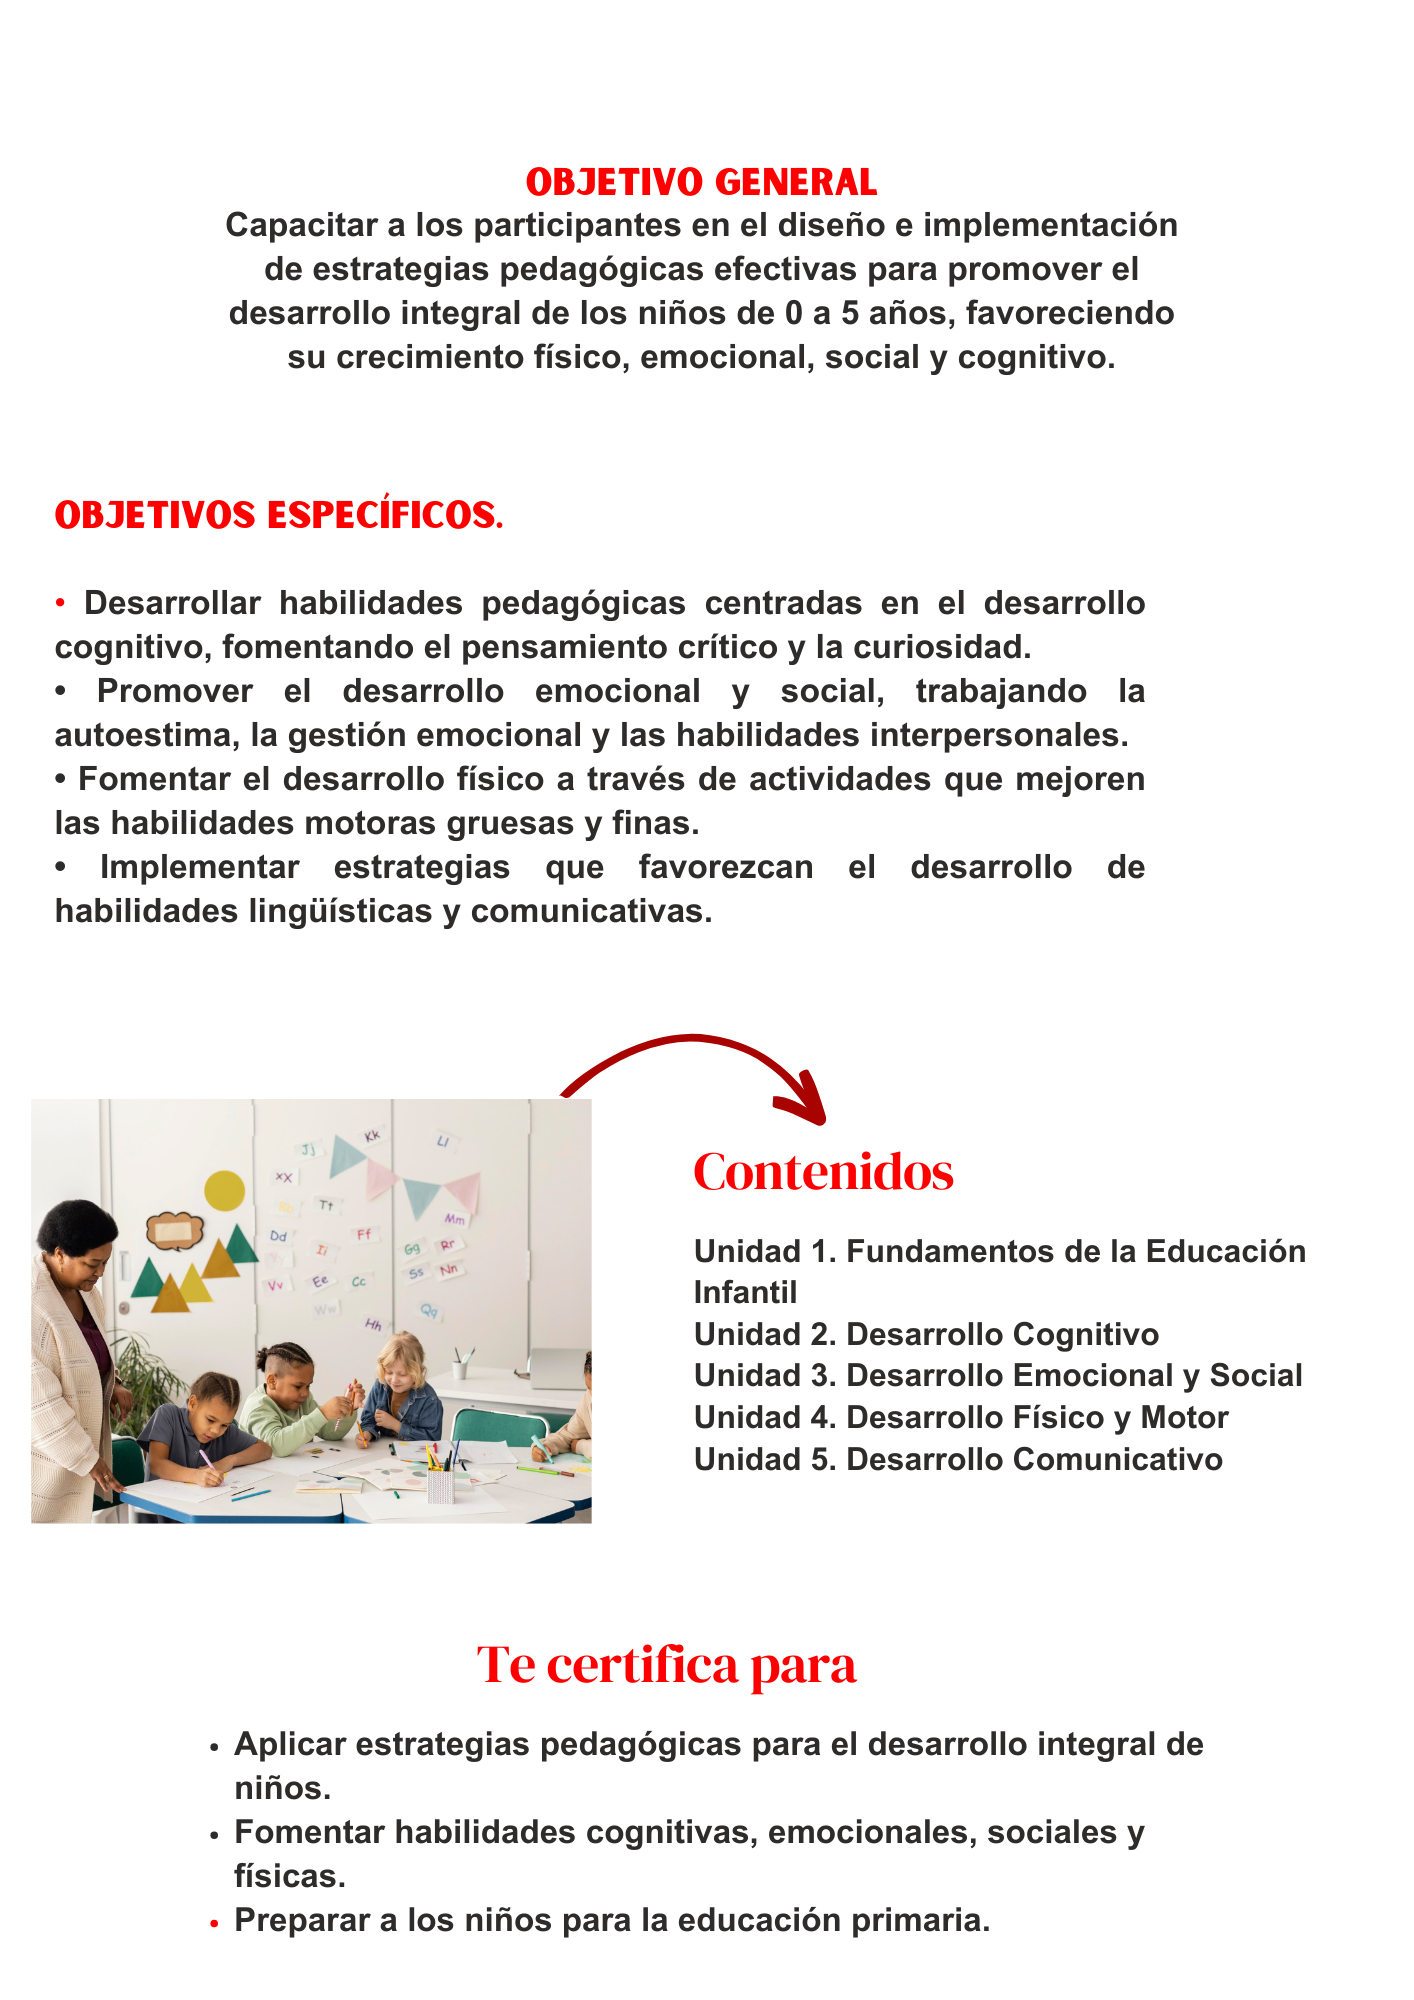 OBJETIVO GENERAL
Capacitar a los participantes en el diseño e implementación
de estrategias pedagógicas efectivas para promover el
desarrollo integral de los niños de 0 a 5 años, favoreciendo
su crecimiento físico, emocional, social y cognitivo.
OBJETIVOS ESPECÍFICOS.
• Desarrollar habilidades pedagógicas centradas en el desarrollo
cognitivo, fomentando el pensamiento crítico y la curiosidad.
• Promover el desarrollo emocional y social, trabajando la
autoestima, la gestión emocional y las habilidades interpersonales.
• Fomentar el desarrollo físico a través de actividades que mejoren
las habilidades motoras gruesas y finas.
• Implementar estrategias que favorezcan el desarrollo de
habilidades lingüísticas y comunicativas.
Jj
Kk
Ll
xX
Bb
Tt
Mm
Dd
Ii
Ff
Gg
Rr
Vv
Ee
Cc
Ss
Nn
Ww
Hh
Qq
Contenidos
Unidad 1. Fundamentos de la Educación
Infantil
Unidad 2. Desarrollo Cognitivo
Unidad 3. Desarrollo Emocional y Social
Unidad 4. Desarrollo Físico y Motor
Unidad 5. Desarrollo Comunicativo
Te certifica para
• Aplicar estrategias pedagógicas para el desarrollo integral de
niños.
• Fomentar habilidades cognitivas, emocionales, sociales y
físicas.
• Preparar a los niños para la educación primaria.